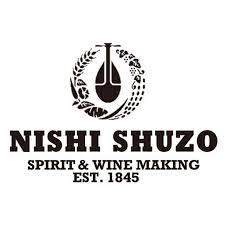 NISHI SHUZO
SPIRIT & WINE MAKING
EST. 1845